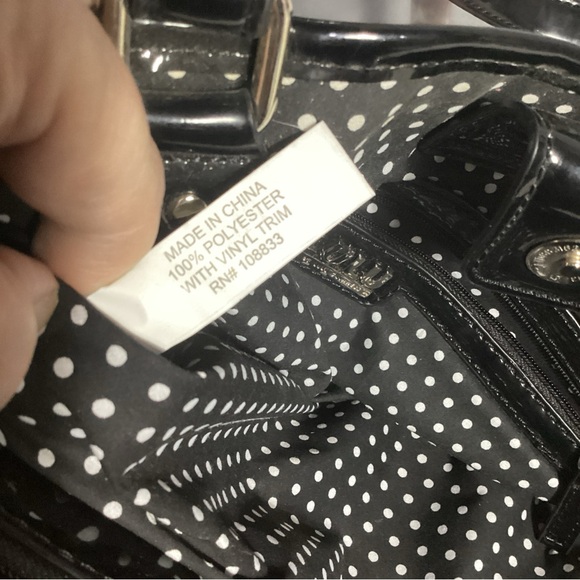 MADE IN CHINA
100% POLYESTER
WITH VINYL TRIM
RN# 108833